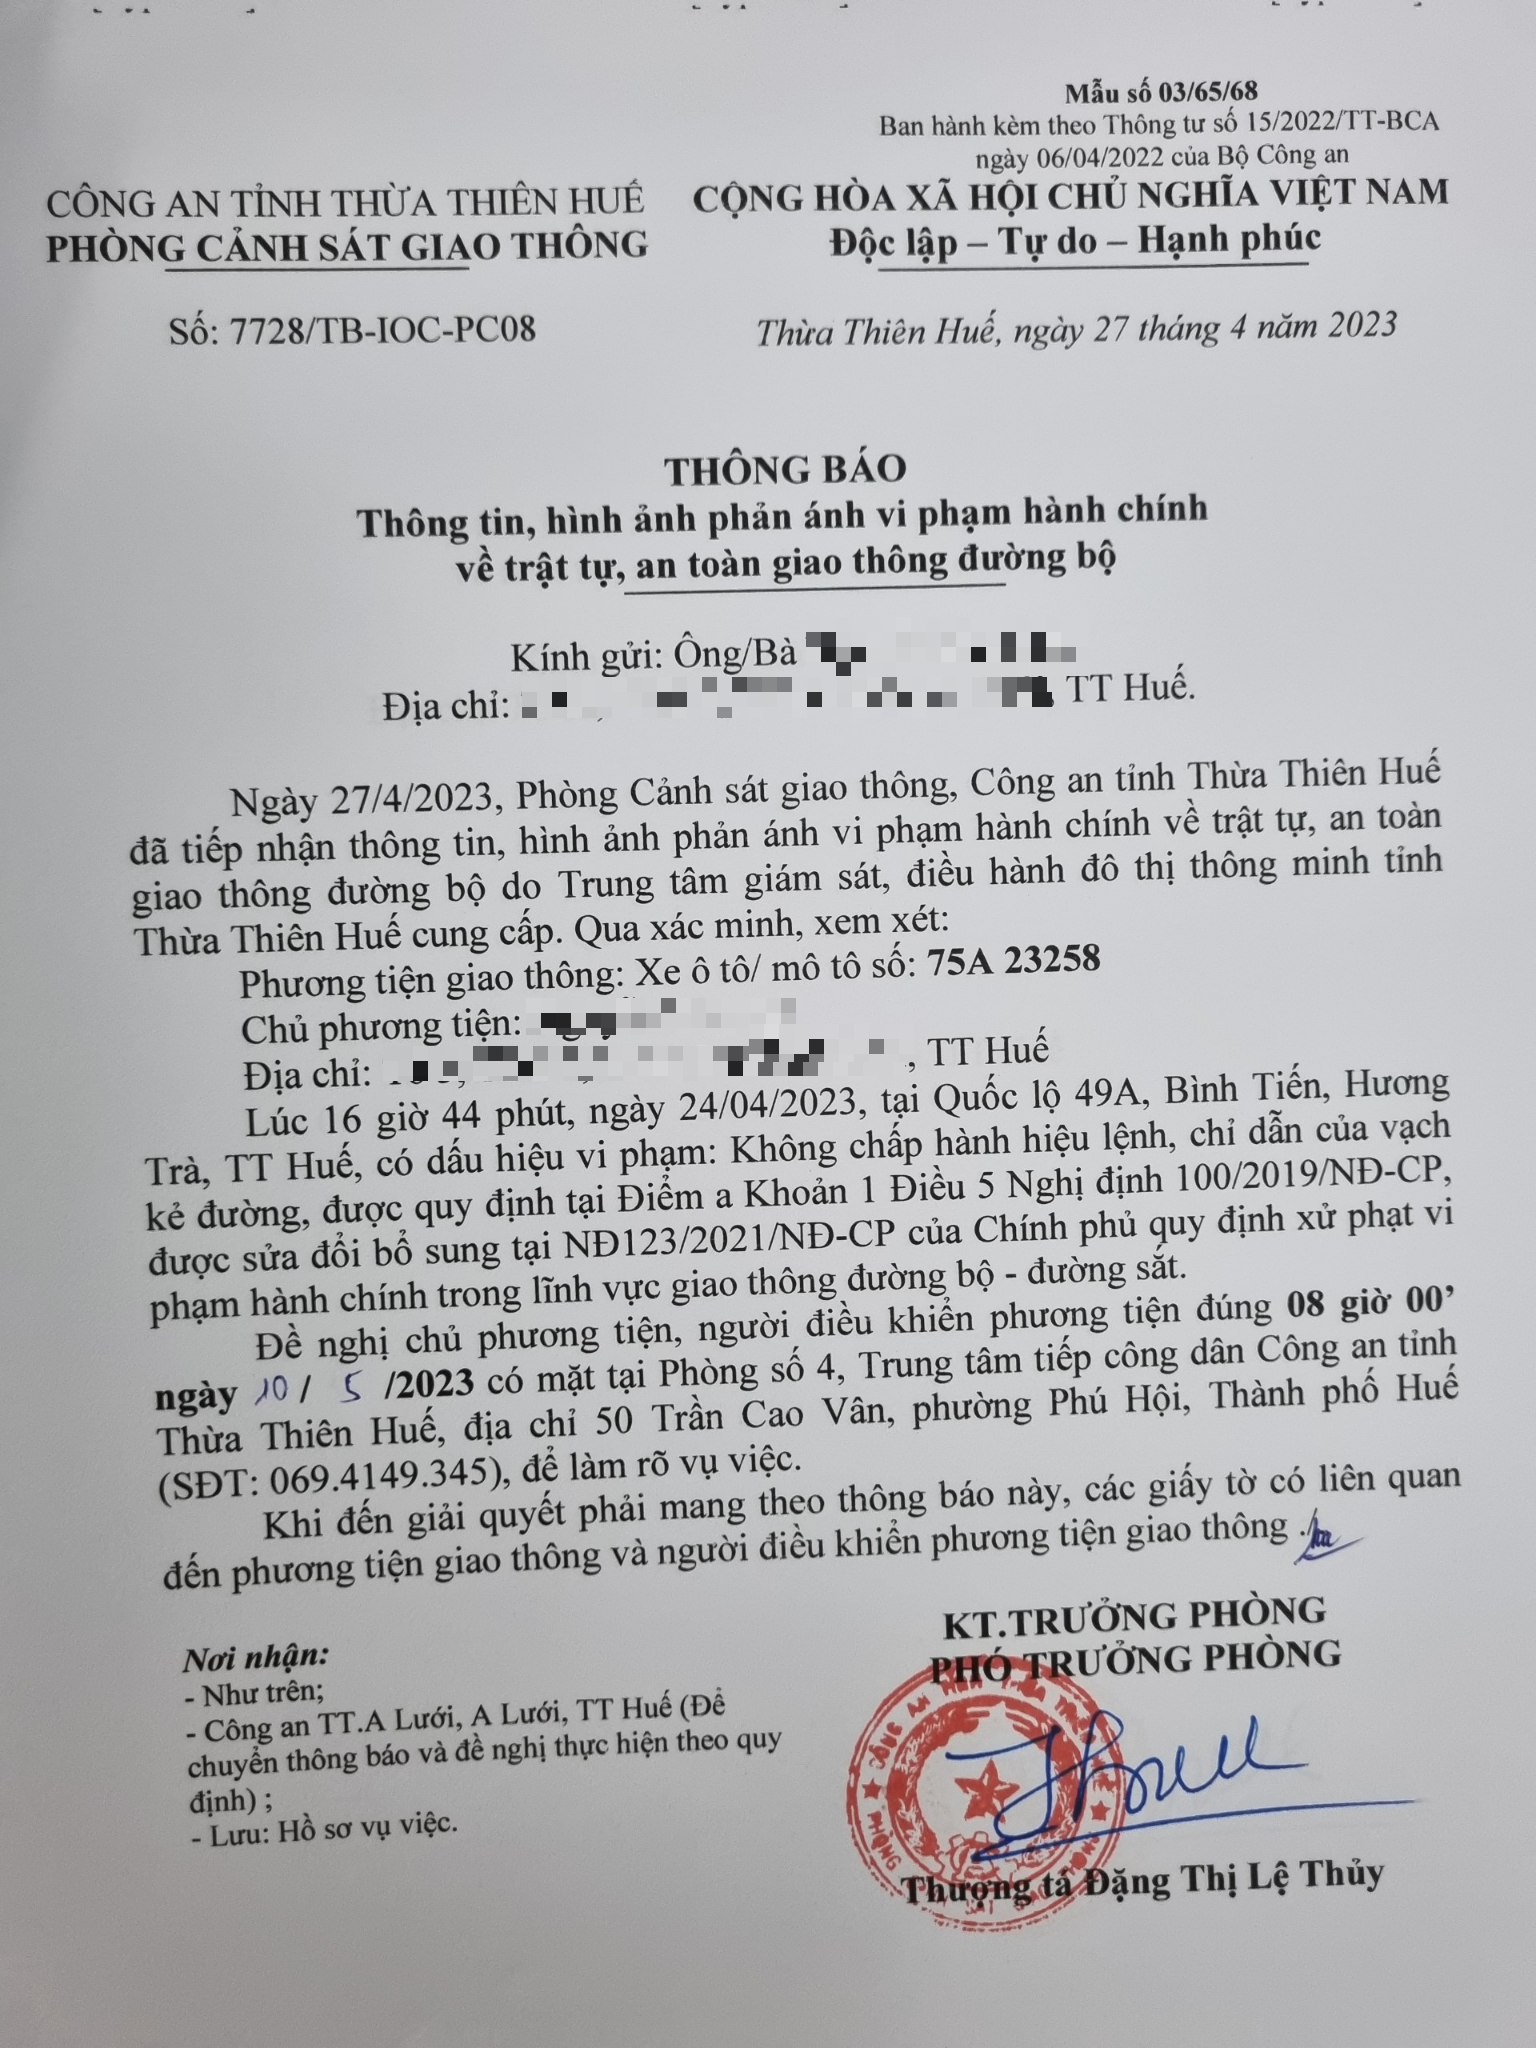 Mẫu số 03/65/68
Ban hành kèm theo Thông tư số 15/2022/TT-BCA
ngày 06/04/2022 của Bộ Công an
CÔNG AN TỈNH THỪA THIÊN HUẾ
PHÒNG CẢNH SÁT GIAO THÔNG
CỘNG HÒA XÃ HỘI CHỦ NGHĨA VIỆT NAM
Độc lập – Tự do – Hạnh phúc
Số: 7728/TB-IOC-PC08
Thừa Thiên Huế, ngày 27 tháng 4 năm 2023
THÔNG BÁO
Thông tin, hình ảnh phản ánh vi phạm hành chính
về trật tự, an toàn giao thông đường bộ
Kính gửi: Ông/Bà
Địa chỉ: , TT Huế.
Ngày 27/4/2023, Phòng Cảnh sát giao thông, Công an tỉnh Thừa Thiên Huế
đã tiếp nhận thông tin, hình ảnh phản ánh vi phạm hành chính về trật tự, an toàn
giao thông đường bộ do Trung tâm giám sát, điều hành đô thị thông minh tỉnh
Thừa Thiên Huế cung cấp. Qua xác minh, xem xét:
Phương tiện giao thông: Xe ô tô/ mô tô số: 75A 23258
Chủ phương tiện:
Địa chỉ: , TT Huế
Lúc 16 giờ 44 phút, ngày 24/04/2023, tại Quốc lộ 49A, Bình Tiến, Hương
Trà, TT Huế, có dấu hiệu vi phạm: Không chấp hành hiệu lệnh, chỉ dẫn của vạch
kẻ đường, được quy định tại Điểm a Khoản 1 Điều 5 Nghị định 100/2019/NĐ-CP,
được sửa đổi bổ sung tại NĐ123/2021/NĐ-CP của Chính phủ quy định xử phạt vi
phạm hành chính trong lĩnh vực giao thông đường bộ - đường sắt.
Đề nghị chủ phương tiện, người điều khiển phương tiện đúng 08 giờ 00’
ngày 10/ 5 /2023 có mặt tại Phòng số 4, Trung tâm tiếp công dân Công an tỉnh
Thừa Thiên Huế, địa chỉ 50 Trần Cao Vân, phường Phú Hội, Thành phố Huế
(SĐT: 069.4149.345), để làm rõ vụ việc.
Khi đến giải quyết phải mang theo thông báo này, các giấy tờ có liên quan
đến phương tiện giao thông và người điều khiển phương tiện giao thông ./.
KT.TRƯỞNG PHÒNG
PHÓ TRƯỞNG PHÒNG
Nơi nhận:
- Như trên;
- Công an TT.A Lưới, A Lưới, TT Huế (Để
chuyển thông báo và đề nghị thực hiện theo quy
định) ;
- Lưu: Hồ sơ vụ việc.
Thượng tá Đặng Thị Lệ Thủy